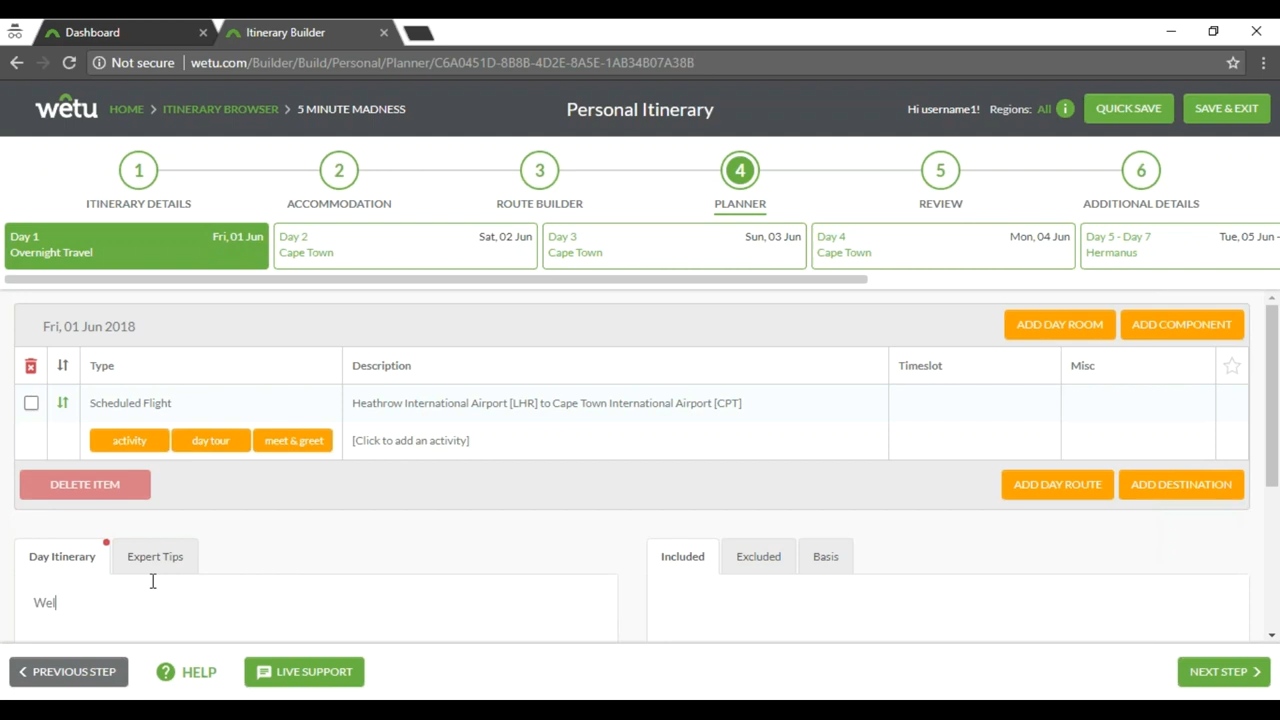 Dashboard
Itinerary Builder
Not secure wetu.com/Builder/Build/Personal/Planner/C6A0451D-8B8B-4D2E-8A5E-1AB34B07A38B
wetu HOME > ITINERARY BROWSER > 5 MINUTE MADNESS
Personal Itinerary
Hi username1! Regions: All i
QUICK SAVE
SAVE & EXIT
1 2 3 4 5 6
ITINERARY DETAILS ACCOMMODATION ROUTE BUILDER PLANNER REVIEW ADDITIONAL DETAILS
Day 1 Fri, 01 Jun Day 2 Sat, 02 Jun Day 3 Sun, 03 Jun Day 4 Mon, 04 Jun Day 5 - Day 7 Tue, 05 Jun -
Overnight Travel Cape Town Cape Town Cape Town Hermanus
Fri, 01 Jun 2018 ADD DAY ROOM ADD COMPONENT
Type Description Timeslot Misc
Scheduled Flight Heathrow International Airport [LHR] to Cape Town International Airport [CPT]
activity day tour meet & greet [Click to add an activity]
DELETE ITEM ADD DAY ROUTE ADD DESTINATION
Day Itinerary Expert Tips Included Excluded Basis
Wel
PREVIOUS STEP ? HELP LIVE SUPPORT NEXT STEP